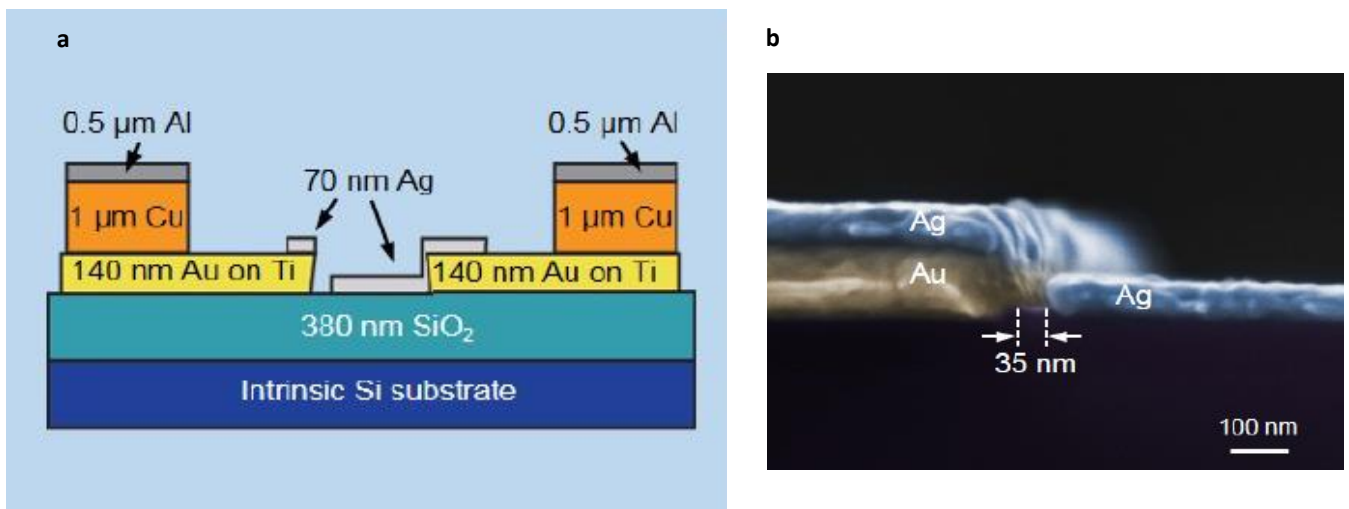 a
0.5 μm Al
0.5 μm Al
70 nm Ag
1 μm Cu
1 μm Cu
140 nm Au on Ti
140 nm Au on Ti
380 nm SiO₂
Intrinsic Si substrate
b
Ag
Au
Ag
35 nm
100 nm